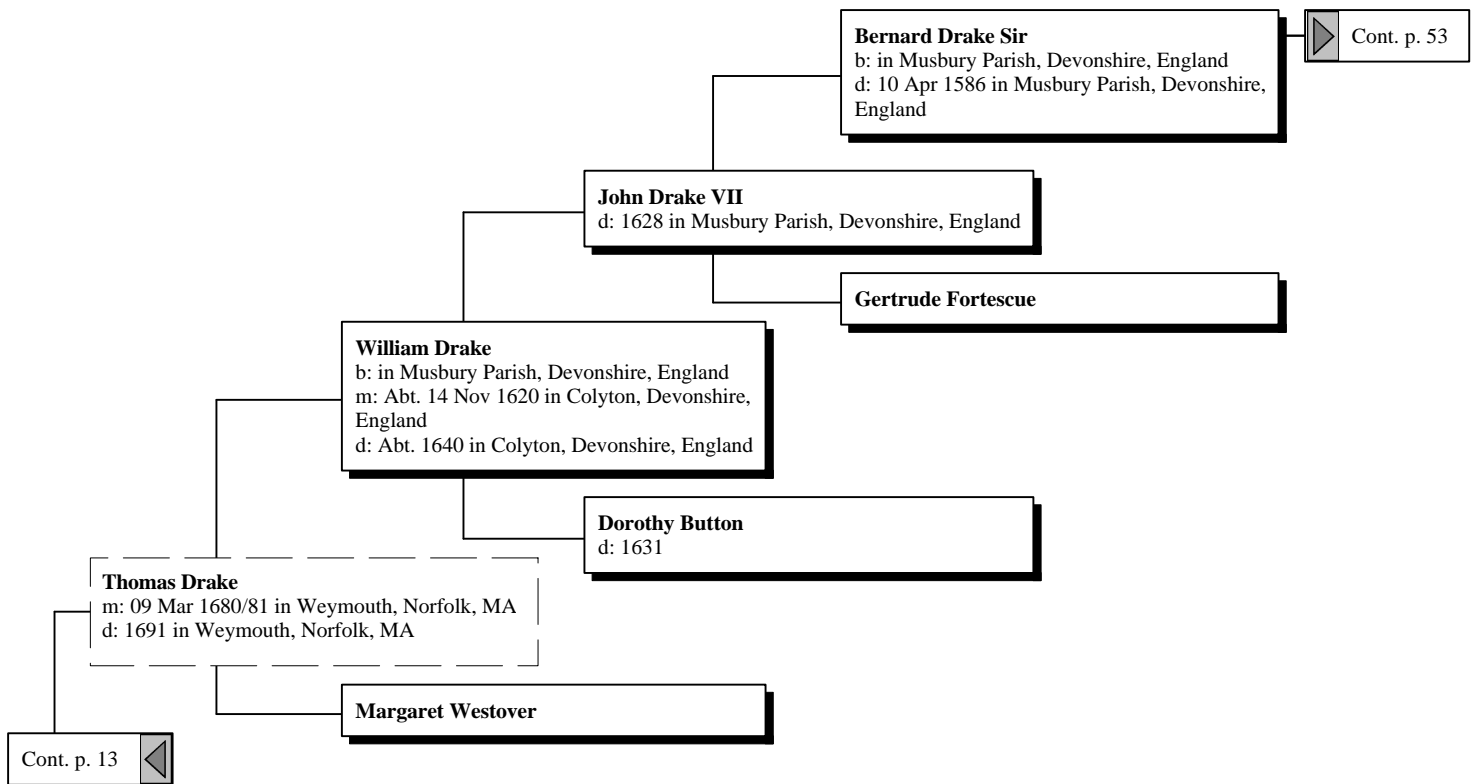 Bernard Drake Sir
b: in Musbury Parish, Devonshire, England
d: 10 Apr 1586 in Musbury Parish, Devonshire,
England
Cont. p. 53
John Drake VII
d: 1628 in Musbury Parish, Devonshire, England
Gertrude Fortescue
William Drake
b: in Musbury Parish, Devonshire, England
m: Abt. 14 Nov 1620 in Colyton, Devonshire,
England
d: Abt. 1640 in Colyton, Devonshire, England
Dorothy Button
d: 1631
Thomas Drake
m: 09 Mar 1680/81 in Weymouth, Norfolk, MA
d: 1691 in Weymouth, Norfolk, MA
Margaret Westover
Cont. p. 13